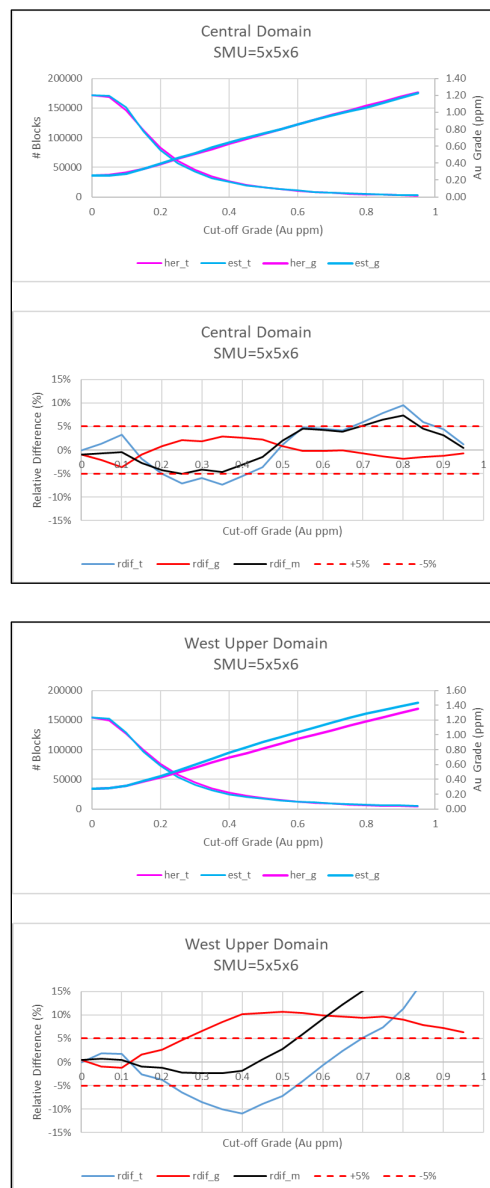 Central Domain
SMU=5x5x6
200000
150000
100000
50000
0
# Blocks
1.40
1.20
1.00
0.80
0.60
0.40
0.20
0.00
Au Grade (ppm)
0 0.2 0.4 0.6 0.8 1
Cut-off Grade (Au ppm)
her_t est_t her_g est_g
Central Domain
SMU=5x5x6
15%
10%
5%
0%
-5%
-10%
-15%
Relative Difference (%)
0 0.1 0.2 0.3 0.4 0.5 0.6 0.7 0.8 0.9 1
Cut-off Grade (Au ppm)
rdif_t rdif_g rdif_m +5% -5%
West Upper Domain
SMU=5x5x6
200000
150000
100000
50000
0
# Blocks
1.60
1.40
1.20
1.00
0.80
0.60
0.40
0.20
0.00
Au Grade (ppm)
0 0.2 0.4 0.6 0.8 1
Cut-off Grade (Au ppm)
her_t est_t her_g est_g
West Upper Domain
SMU=5x5x6
15%
10%
5%
0%
-5%
-10%
-15%
Relative Difference (%)
0 0.1 0.2 0.3 0.4 0.5 0.6 0.7 0.8 0.9 1
Cut-off Grade (Au ppm)
rdif_t rdif_g rdif_m +5% -5%